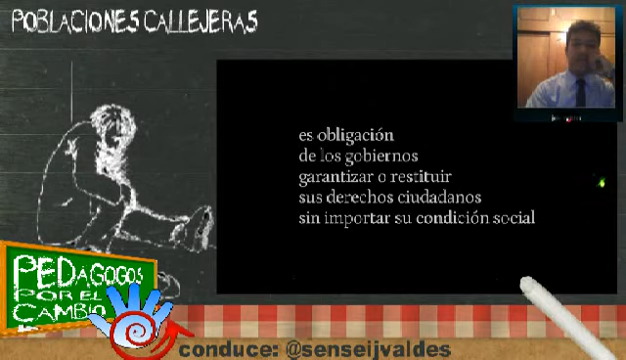 POBLACIONES CALLEJERAS
es obligación
de los gobiernos
garantizar o restituir
sus derechos ciudadanos
sin importar su condición social
PEDAGOGOS
POR EL
CAMBIO
conduce: @senseijvaldes